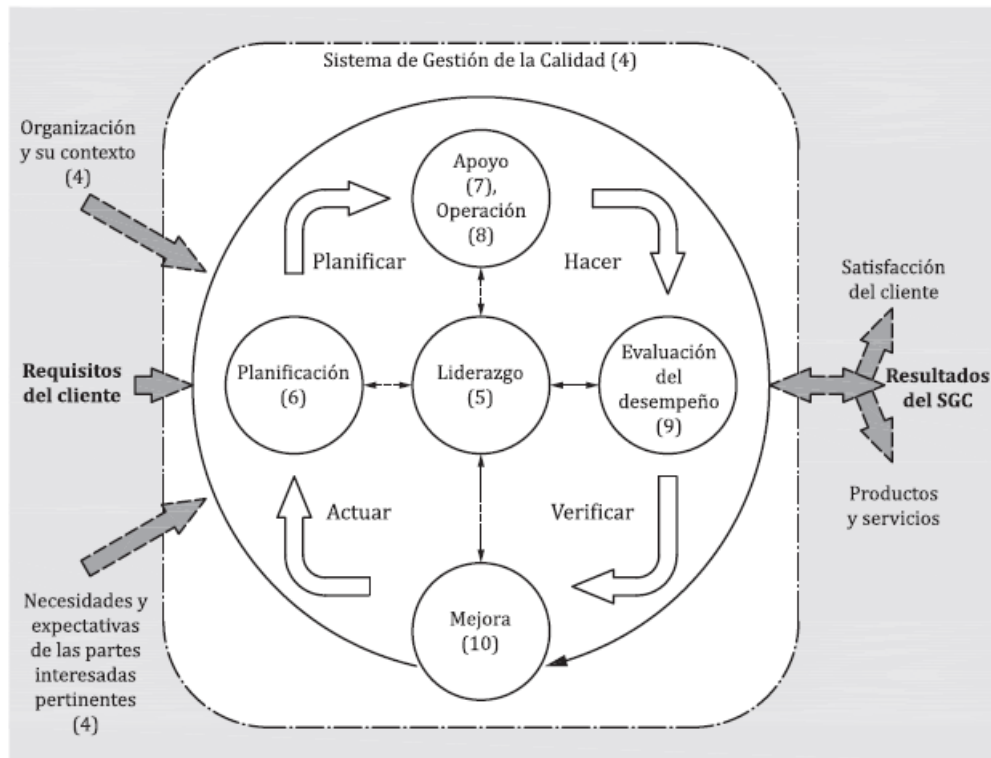 Sistema de Gestión de la Calidad (4)
Organización
y su contexto
(4)
Requisitos
del cliente
Necesidades y
expectativas
de las partes
interesadas
pertinentes
(4)
Apoyo
(7),
Operación
(8)
Planificar
Hacer
Planificación
(6)
Liderazgo
(5)
Evaluación
del
desempeño
(9)
Actuar
Verificar
Mejora
(10)
Satisfacción
del cliente
Resultados
del SGC
Productos
y servicios